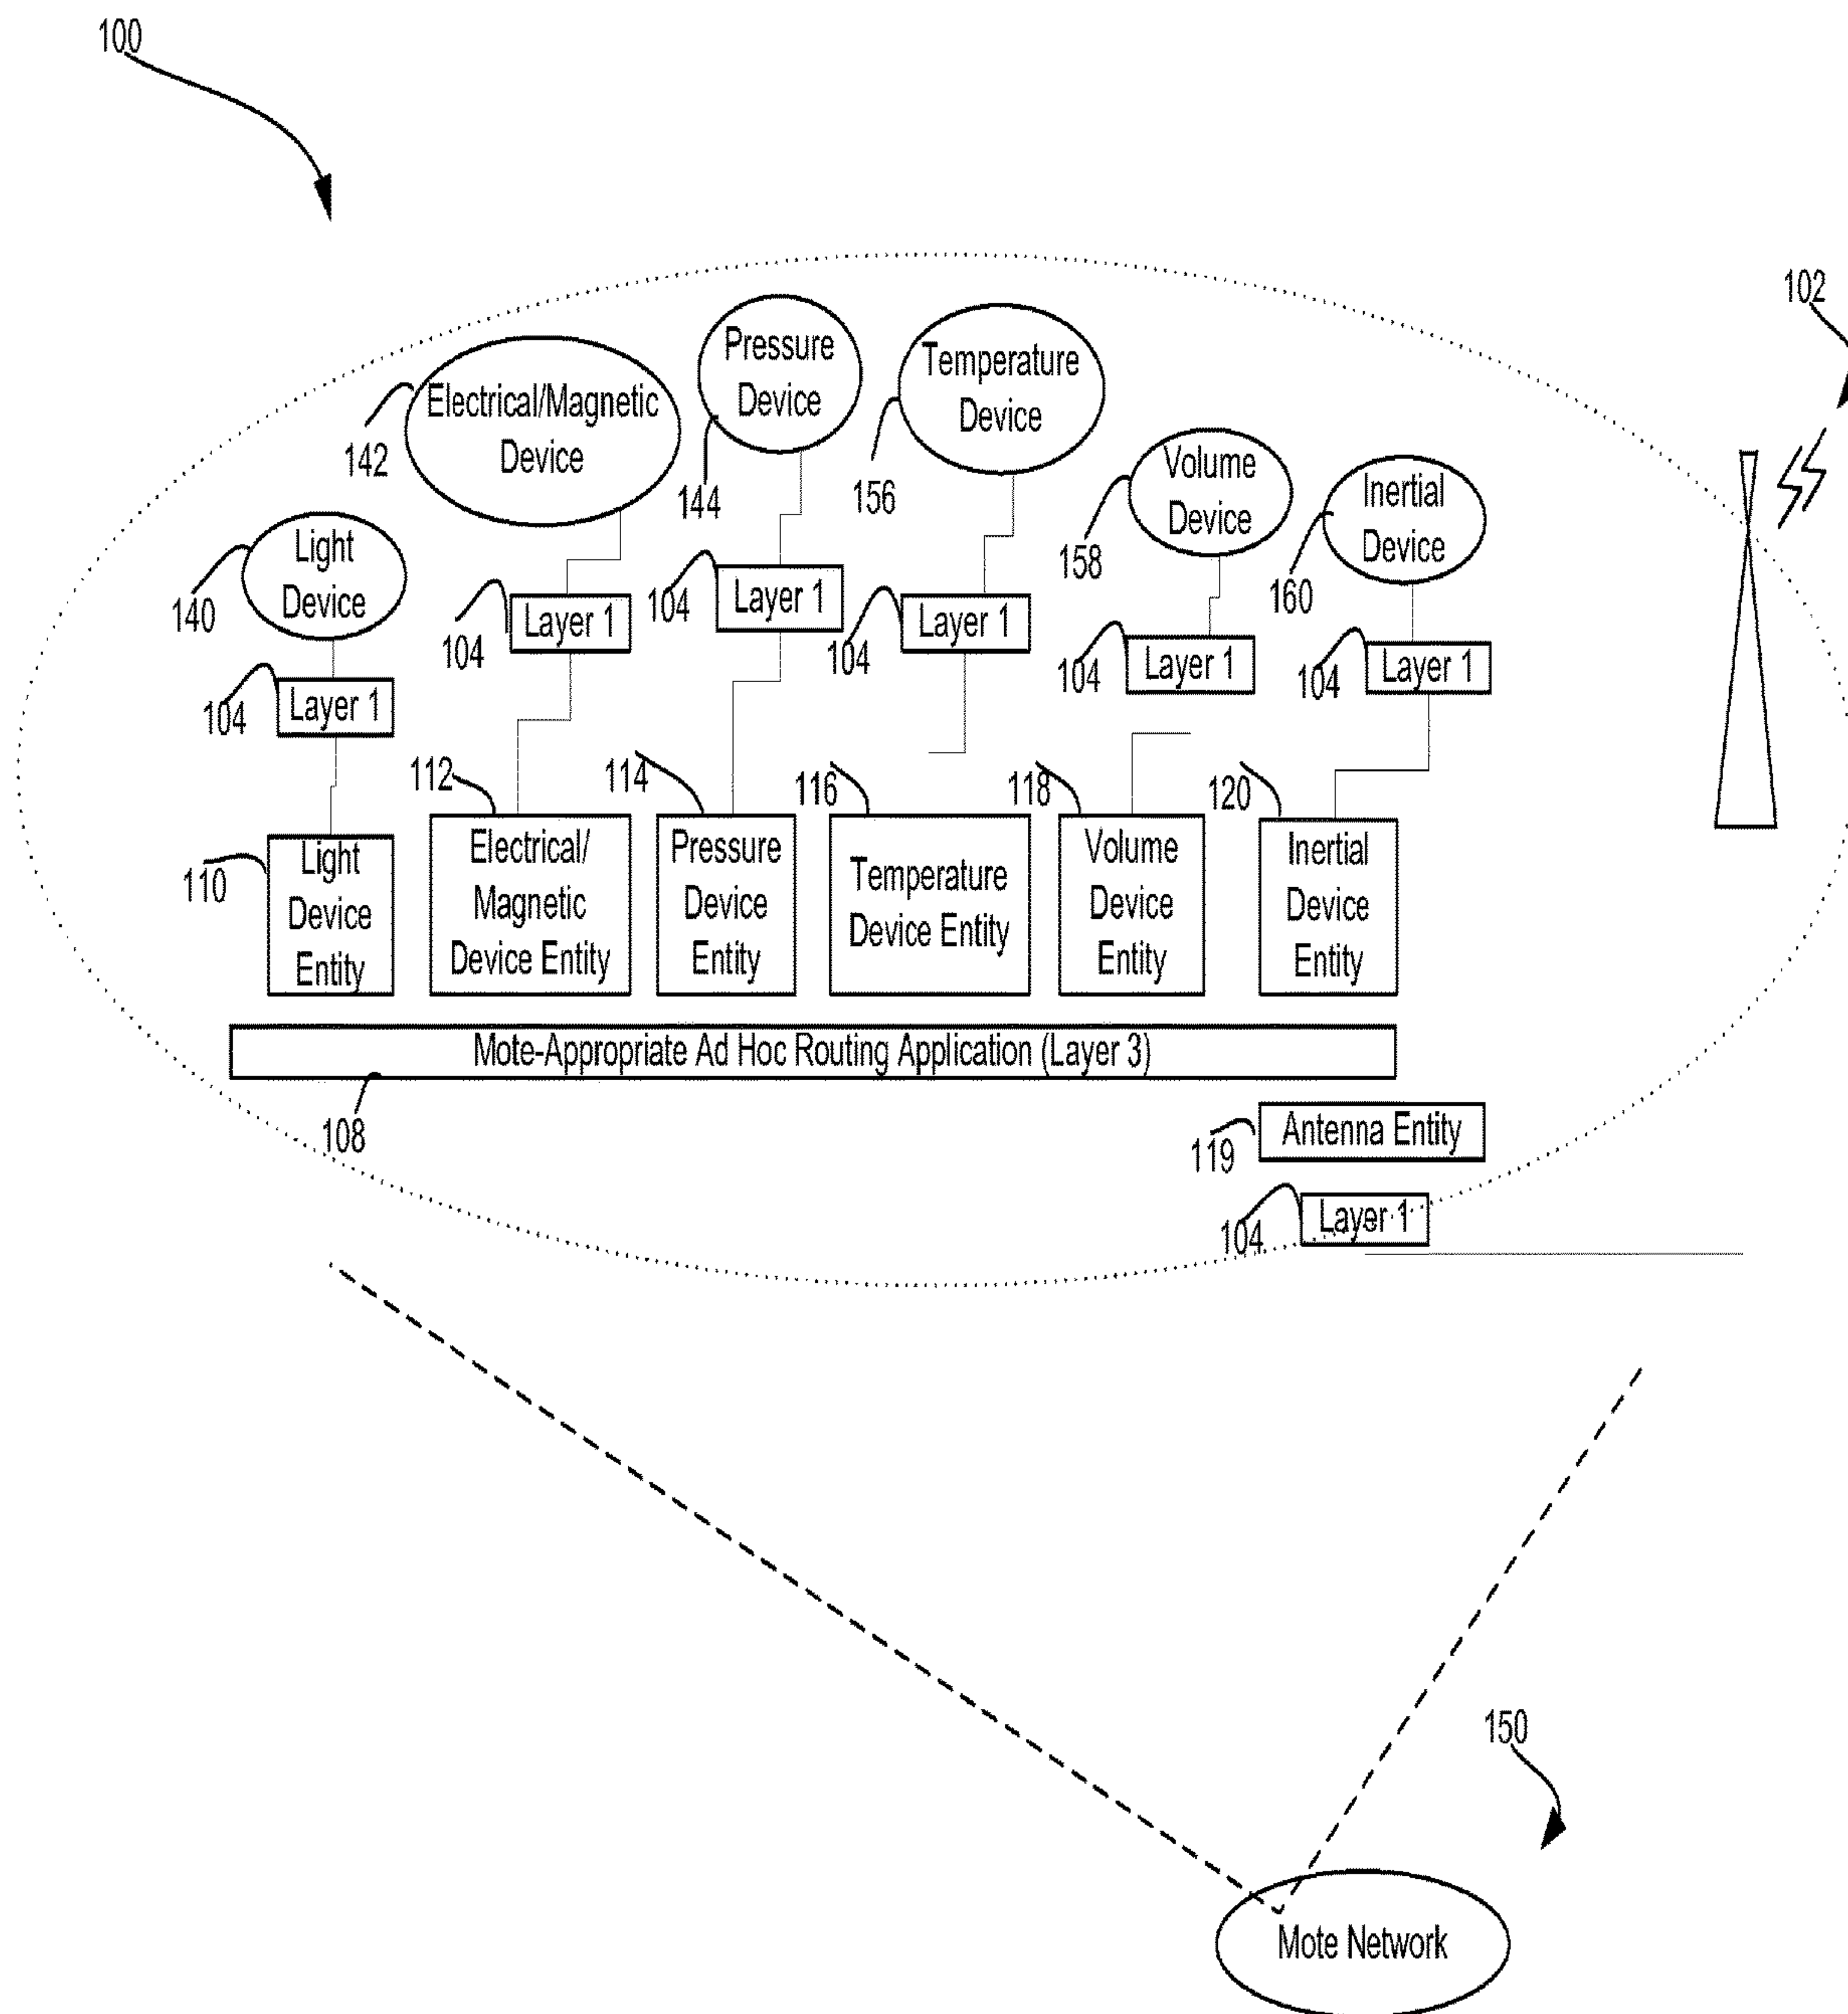 100
102
Pressure
Device
Temperature
Device
Electrical/Magnetic
Device
142
144
156
Volume
Device
Inertial
Device
158
160
Light
Device
140
Layer 1
104
Layer 1
104
Layer 1
104
Layer 1
104
Layer 1
104
Layer 1
104
112
114
116
118
120
110
Light
Device
Entity
Electrical/
Magnetic
Device Entity
Pressure
Device
Entity
Temperature
Device Entity
Volume
Device
Entity
Inertial
Device
Entity
Mote-Appropriate Ad Hoc Routing Application (Layer 3)
108
Antenna Entity
119
Layer 1
104
150
Mote Network